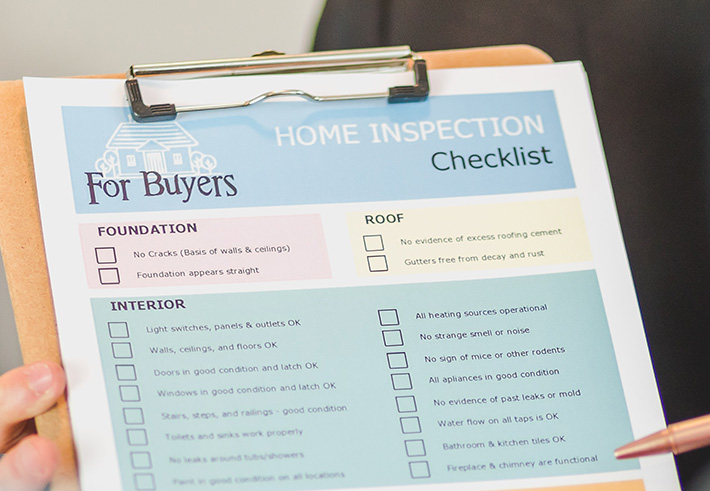 HOME INSPECTION
Checklist
For Buyers
FOUNDATION
No Cracks (Basis of walls & ceilings)
Foundation appears straight
ROOF
No evidence of excess roofing cement
Gutters free from decay and rust
INTERIOR
Light switches, panels & outlets OK
Walls, ceilings, and floors OK
Doors in good condition and latch OK
Windows in good condition and latch OK
Stairs, steps, and railings - good condition
Toilets and sinks work properly
No leaks around tubs/showers
Paint in good condition on all locations
All heating sources operational
No strange smell or noise
No sign of mice or other rodents
All apliances in good condition
No evidence of past leaks or mold
Water flow on all taps is OK
Bathroom & kitchen tiles OK
Fireplace & chimney are functional